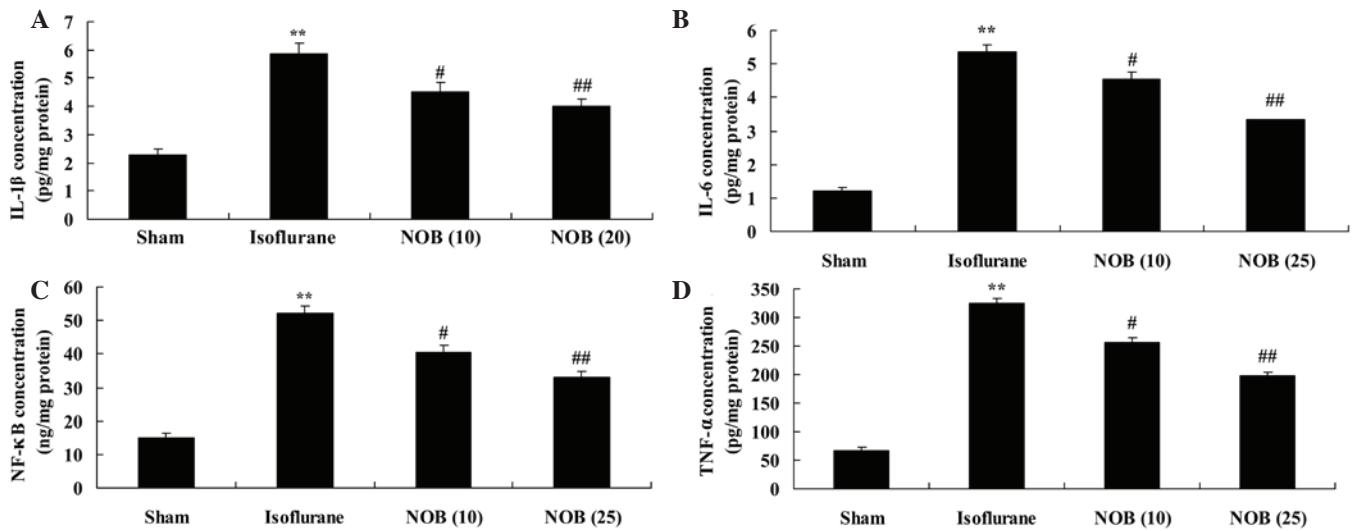 A
IL-1β concentration
(pg/mg protein)
8
7
6
5
4
3
2
1
0
**
#
##
Sham Isoflurane NOB (10) NOB (20)
B
IL-6 concentration
(pg/mg protein)
6
5
4
3
2
1
0
**
#
##
Sham Isoflurane NOB (10) NOB (25)
C
NF-κB concentration
(ng/mg protein)
60
50
40
30
20
10
0
**
#
##
Sham Isoflurane NOB (10) NOB (25)
D
TNF-α concentration
(pg/mg protein)
350
300
250
200
150
100
50
0
**
#
##
Sham Isoflurane NOB (10) NOB (25)